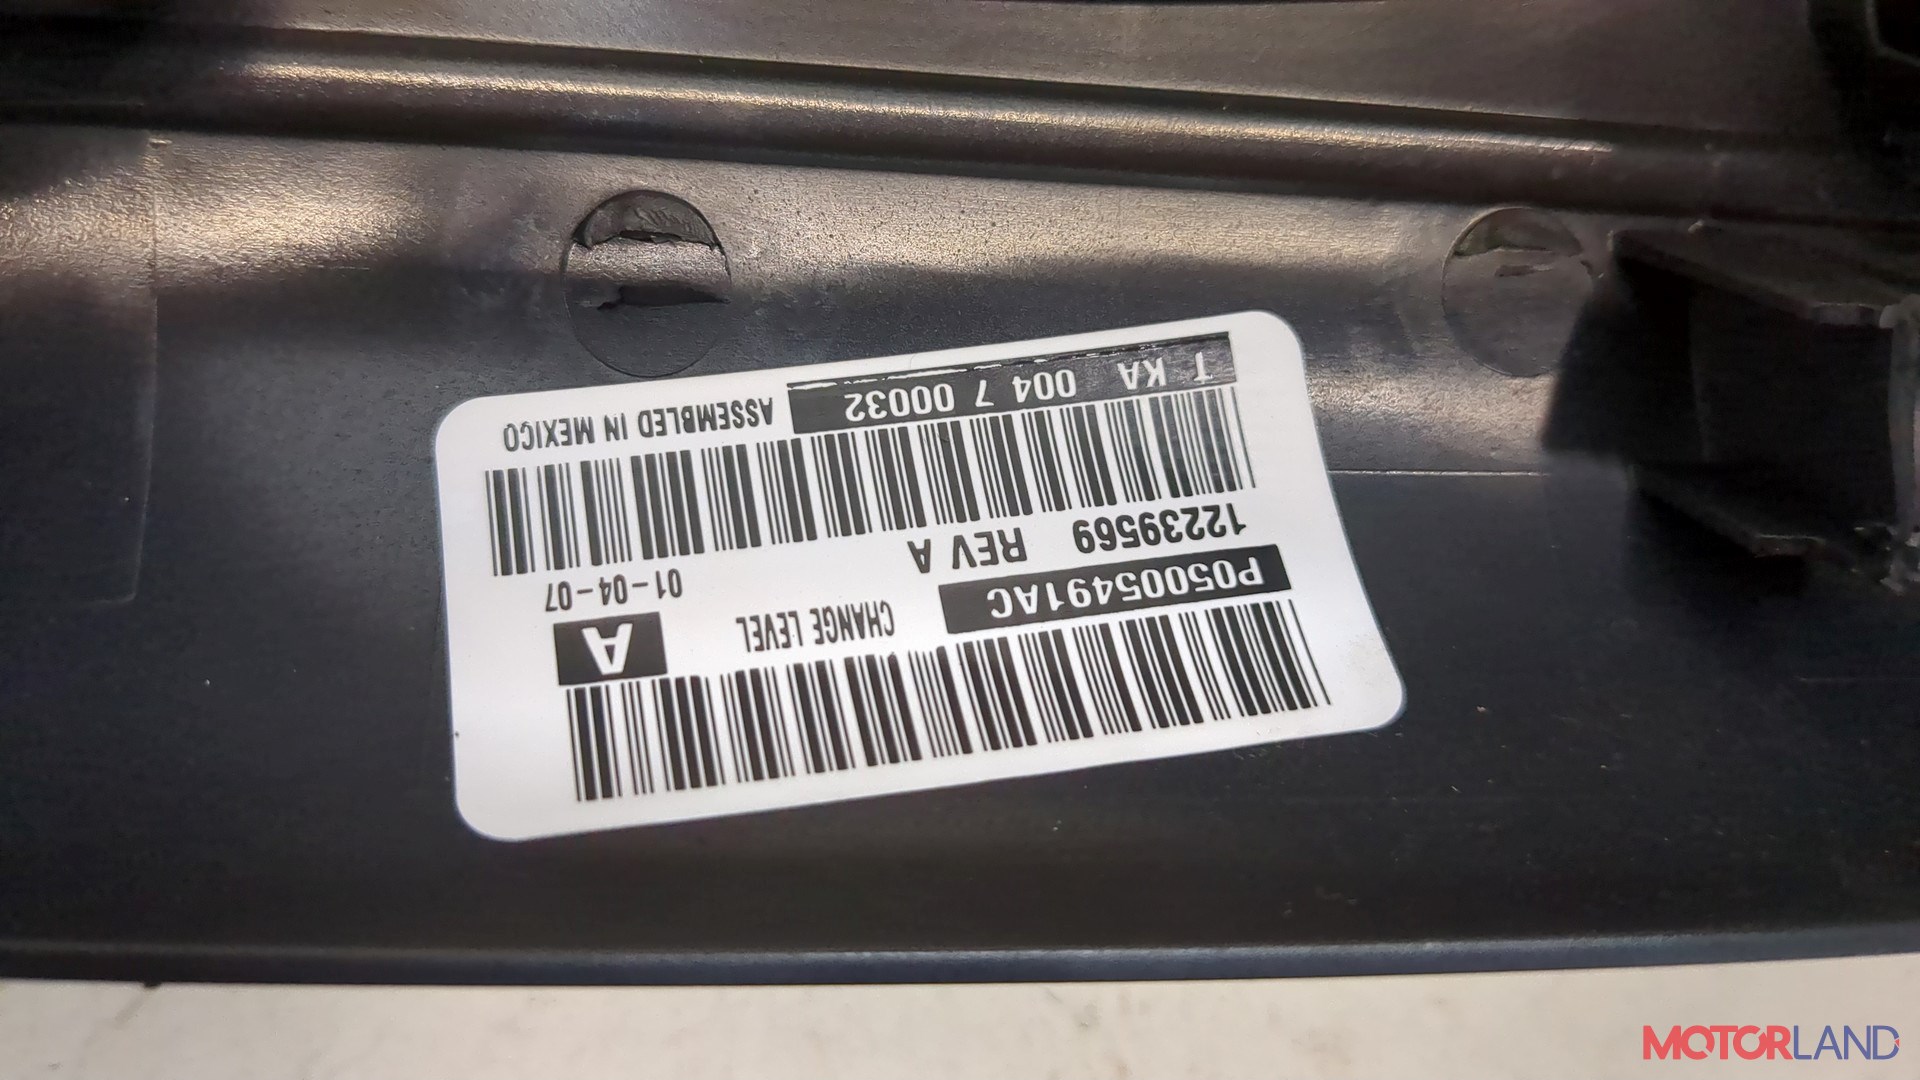 A CHANGE LEVEL P05005491AC
01-04-07 REV A 12239569
ASSEMBLED IN MEXICO T KA 004 7 00032
MOTORLAND